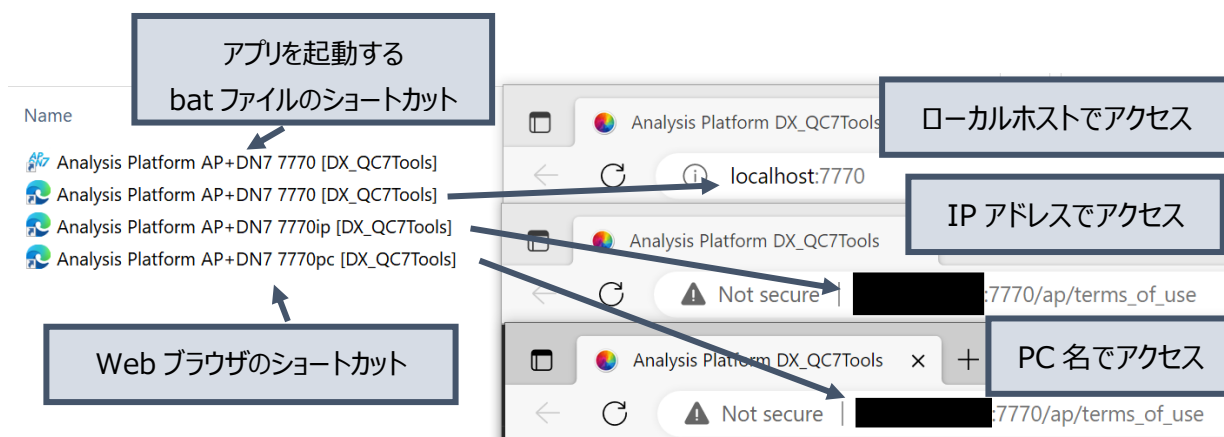 アプリを起動する
bat ファイルのショートカット
Name
Analysis Platform AP+DN7 7770 [DX_QC7Tools]
Analysis Platform AP+DN7 7770 [DX_QC7Tools]
Analysis Platform AP+DN7 7770ip [DX_QC7Tools]
Analysis Platform AP+DN7 7770pc [DX_QC7Tools]
Web ブラウザのショートカット
Analysis Platform DX_QC7Tools
ローカルホストでアクセス
localhost:7770
IP アドレスでアクセス
Analysis Platform DX_QC7Tools
Not secure
:7770/ap/terms_of_use
PC 名でアクセス
Analysis Platform DX_QC7Tools
Not secure
:7770/ap/terms_of_use